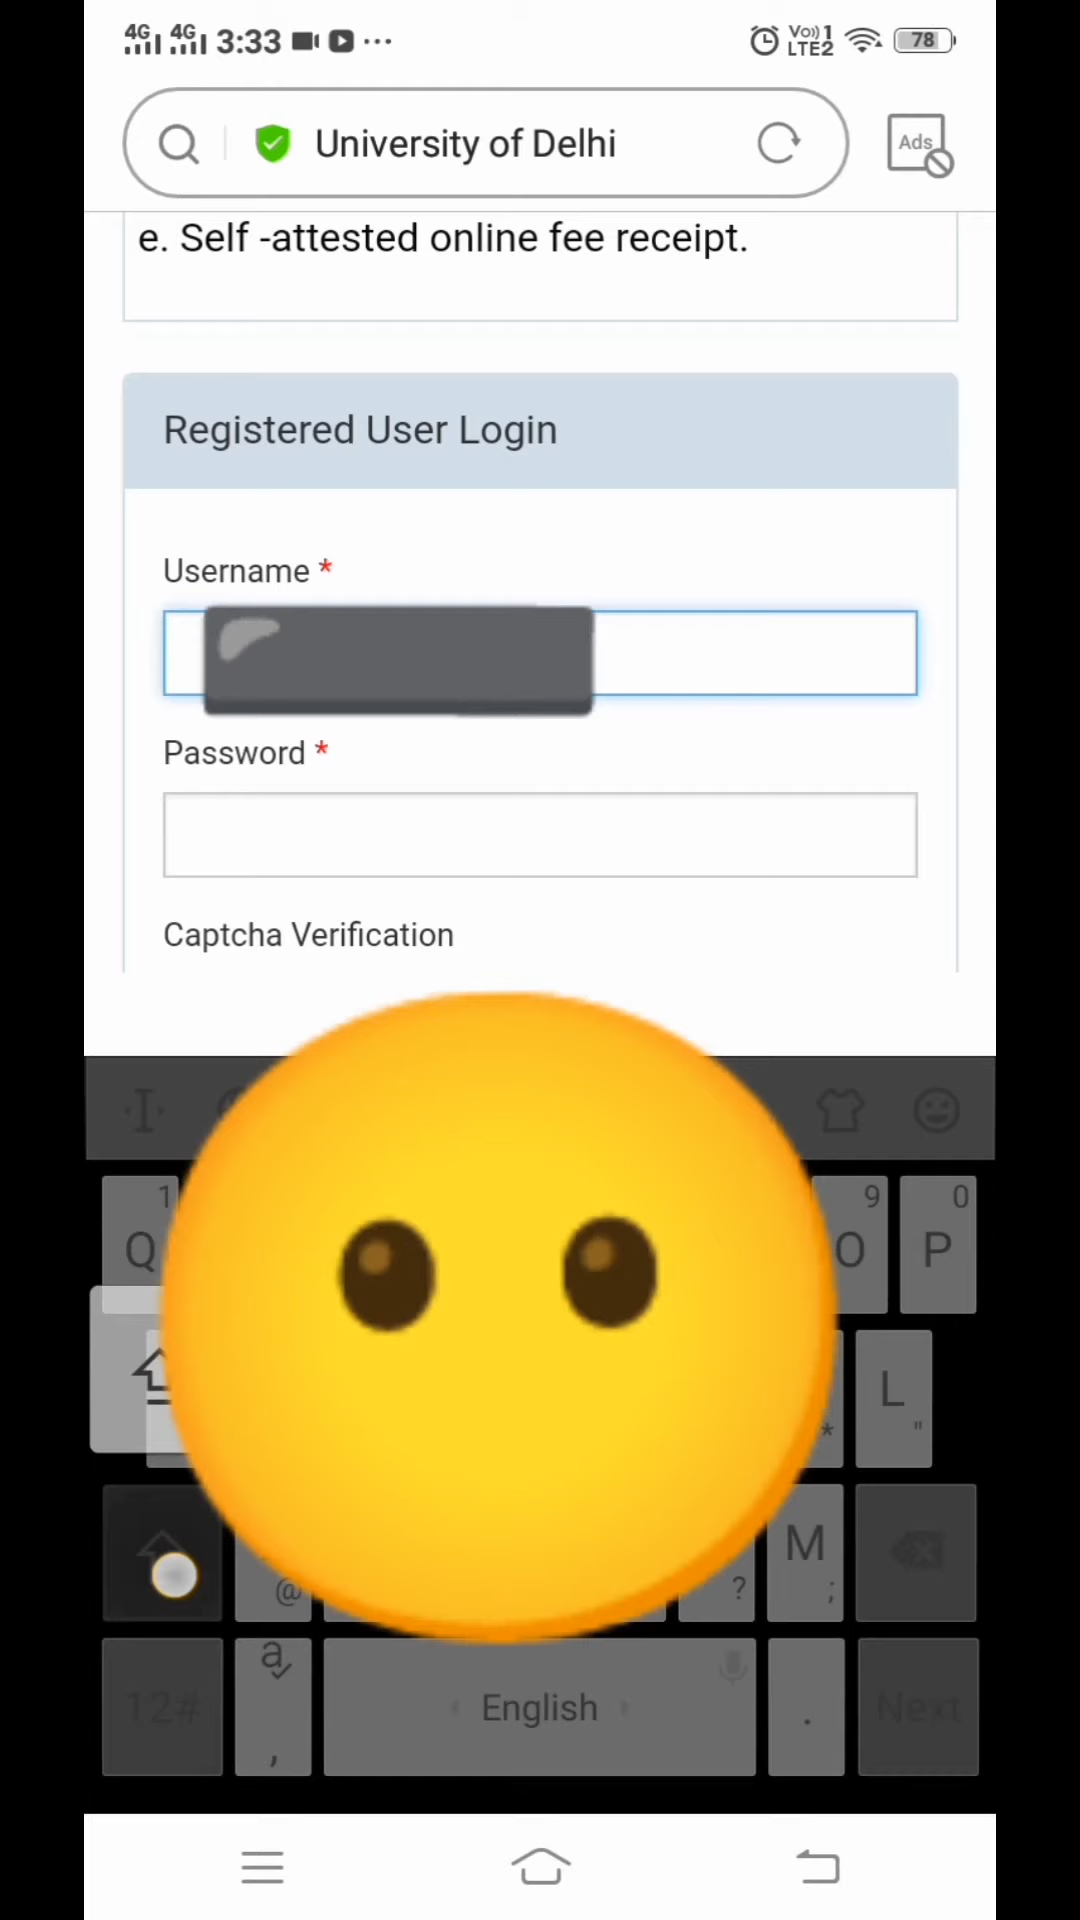 4G 4G 3:33 ... Vo)) 1 LTE2 78
University of Delhi
Ads
e. Self -attested online fee receipt.
Registered User Login
Username *
Password *
Captcha Verification
1 9 0
Q O P
L
* "
M
@ ? ;
a
12# , English . Next